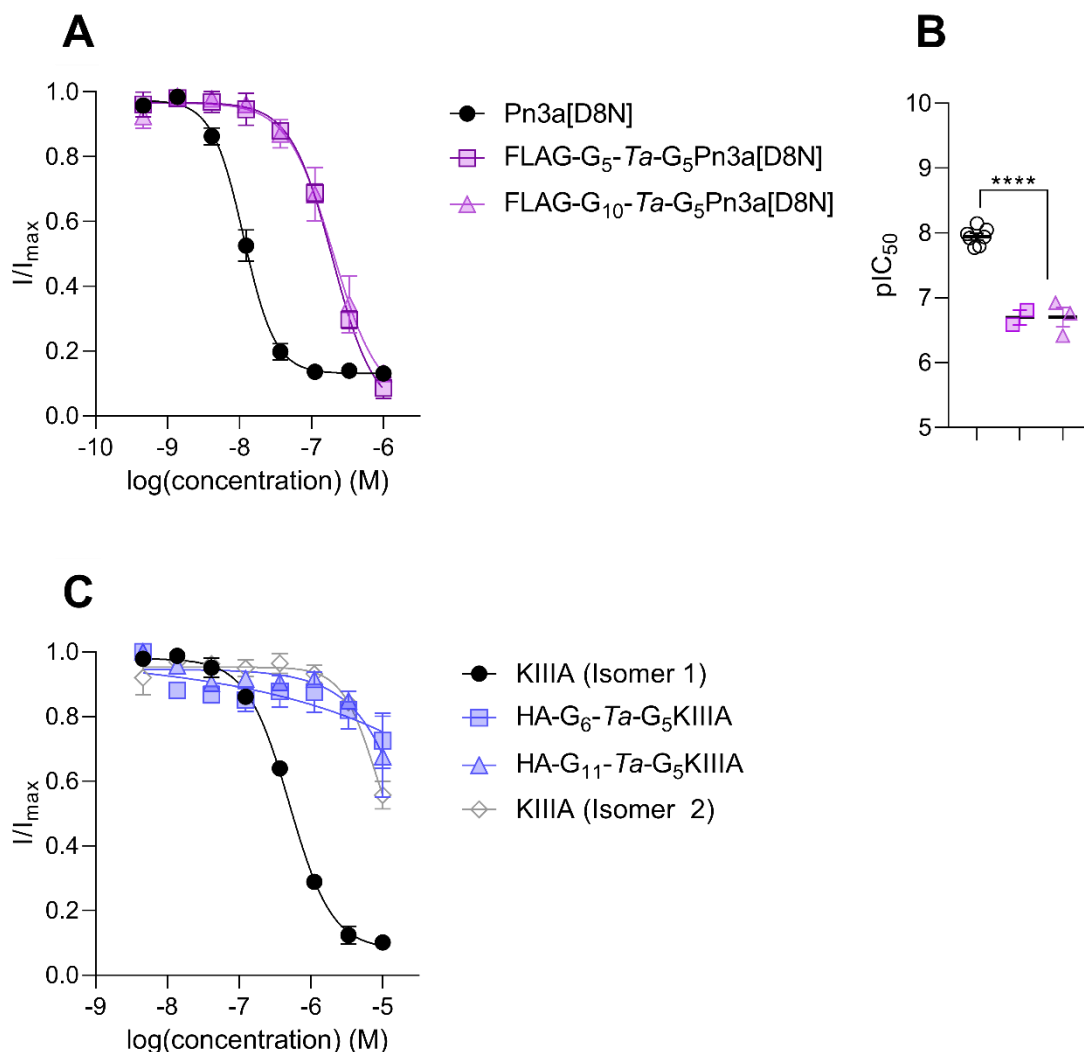 A
1.0
0.8
0.6
0.4
0.2
0.0
I/Imax
-10
-9
-8
-7
-6
log(concentration) (M)
Pn3a[D8N]
FLAG-G5-Ta-G5Pn3a[D8N]
FLAG-G10-Ta-G5Pn3a[D8N]
B
10
9
8
7
6
5
pIC50
****
C
1.0
0.8
0.6
0.4
0.2
0.0
I/Imax
-9
-8
-7
-6
-5
log(concentration) (M)
KIIIA (Isomer 1)
HA-G6-Ta-G5KIIIA
HA-G11-Ta-G5KIIIA
KIIIA (Isomer 2)